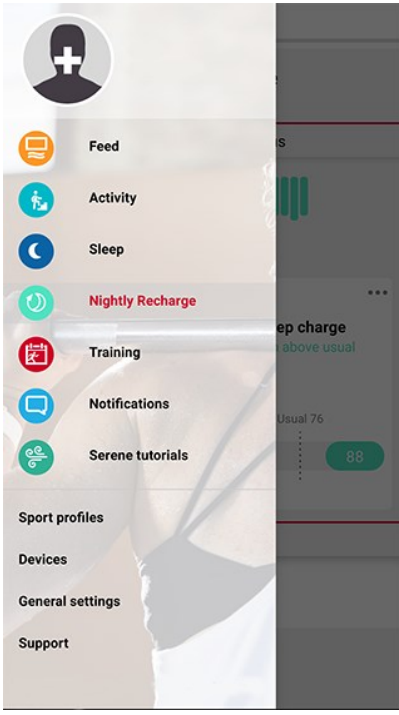 Feed
Activity
Sleep
Nightly Recharge
Training
Notifications
Serene tutorials
Sport profiles
Devices
General settings
Support
charge
above usual
Usual 76
88